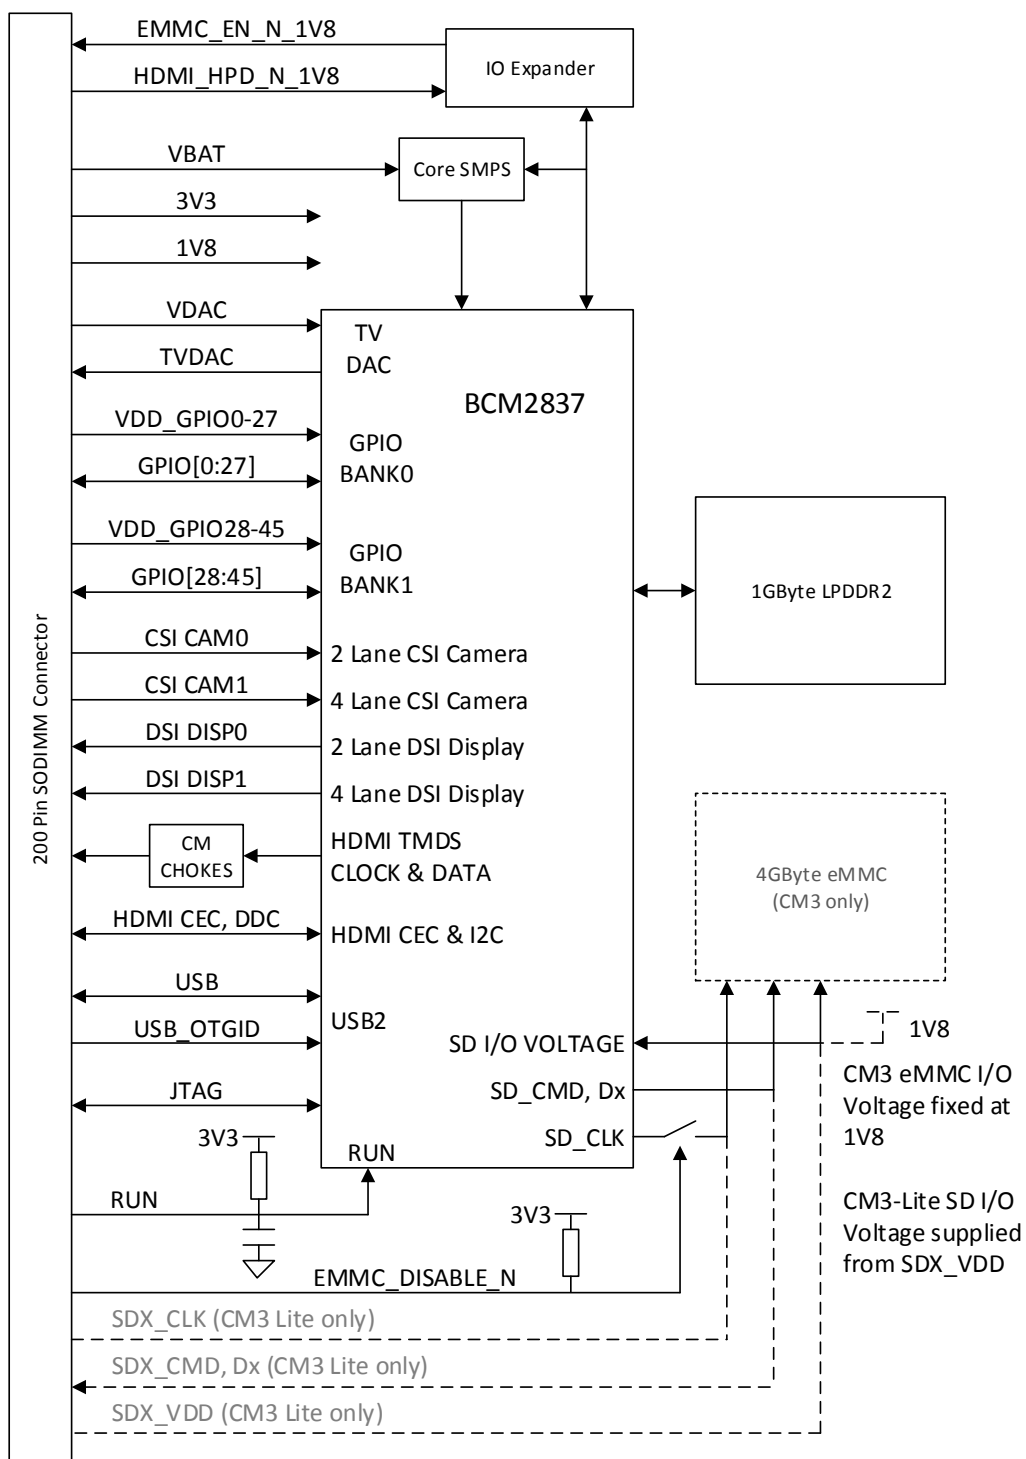 EMMC_EN_N_1V8
IO Expander
HDMI_HPD_N_1V8
VBAT
Core SMPS
3V3
1V8
VDAC
TV
DAC
TVDAC
BCM2837
VDD_GPIO0-27
GPIO
BANK0
GPIO[0:27]
VDD_GPIO28-45
GPIO
BANK1
GPIO[28:45]
1GByte LPDDR2
200 Pin SODIMM Connector
CSI CAM0
2 Lane CSI Camera
CSI CAM1
4 Lane CSI Camera
DSI DISP0
2 Lane DSI Display
DSI DISP1
4 Lane DSI Display
CM
CHOKES
HDMI TMDS
CLOCK & DATA
4GByte eMMC
(CM3 only)
HDMI CEC, DDC
HDMI CEC & I2C
USB
USB2
USB_OTGID
SD I/O VOLTAGE
1V8
CM3 eMMC I/O
Voltage fixed at
1V8
SD_CMD, Dx
JTAG
SD_CLK
3V3
RUN
RUN
3V3
CM3-Lite SD I/O
Voltage supplied
from SDX_VDD
EMMC_DISABLE_N
SDX_CLK (CM3 Lite only)
SDX_CMD, Dx (CM3 Lite only)
SDX_VDD (CM3 Lite only)